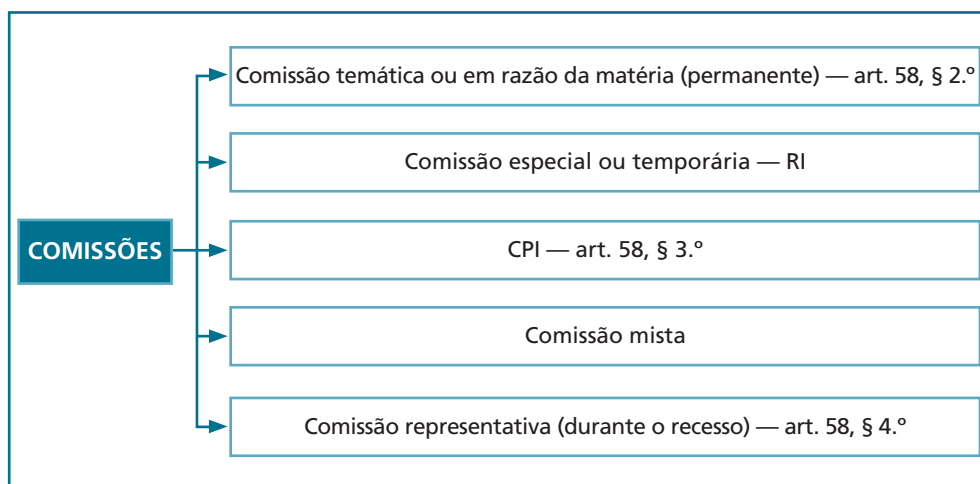 Comissão temática ou em razão da matéria (permanente) — art. 58, § 2.º
Comissão especial ou temporária — RI
COMISSÕES
CPI — art. 58, § 3.º
Comissão mista
Comissão representativa (durante o recesso) — art. 58, § 4.º